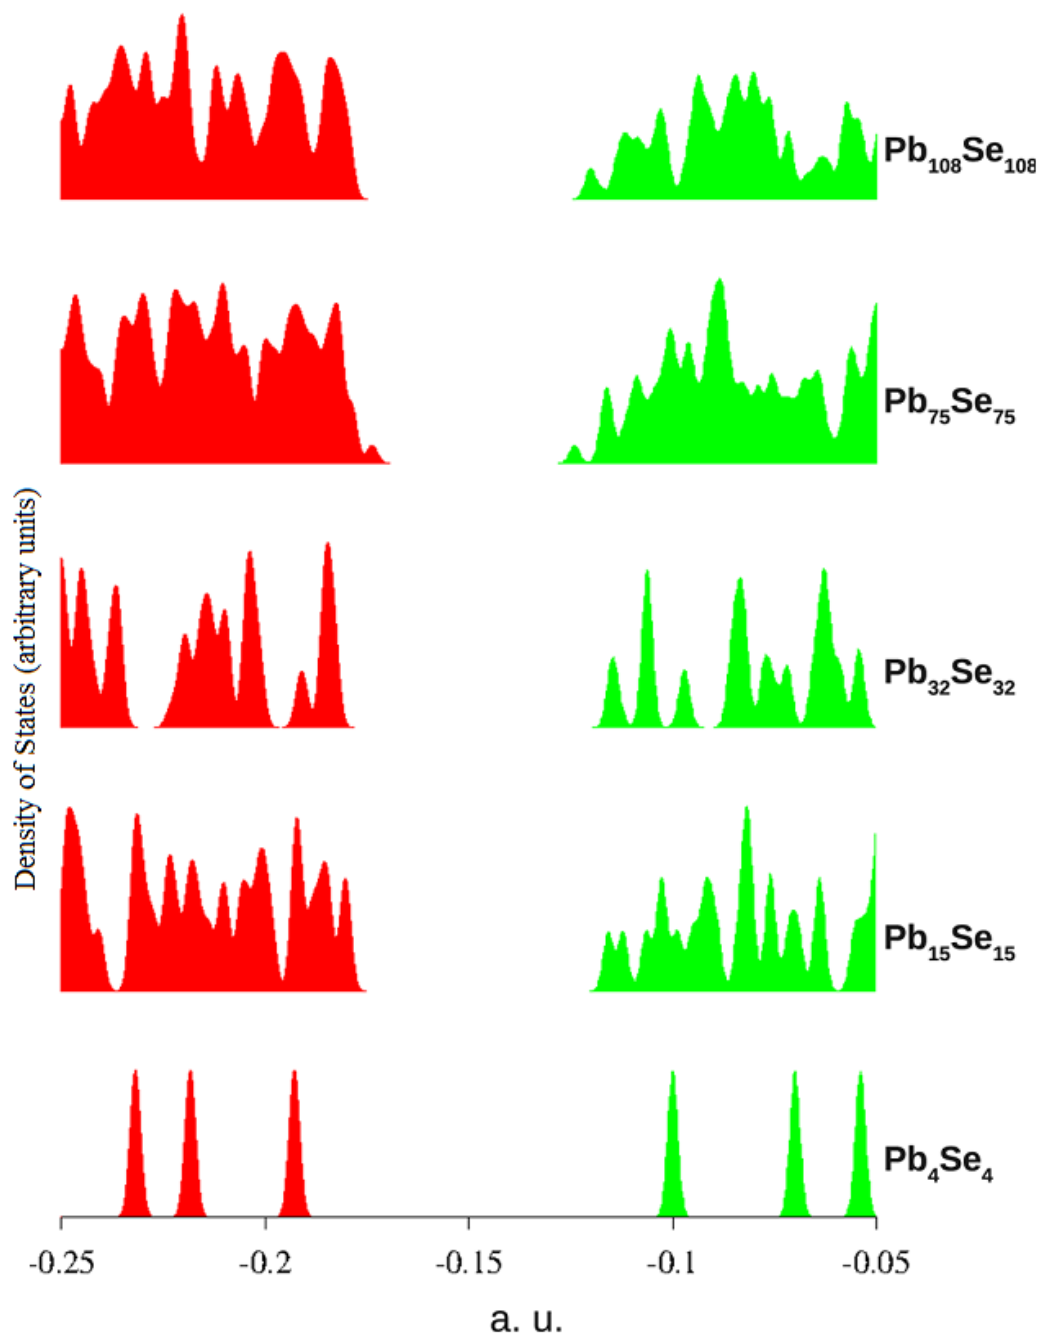 Pb108Se108
Pb75Se75
Density of States (arbitrary units)
Pb32Se32
Pb15Se15
Pb4Se4
-0.25 -0.2 -0.15 -0.1 -0.05
a. u.